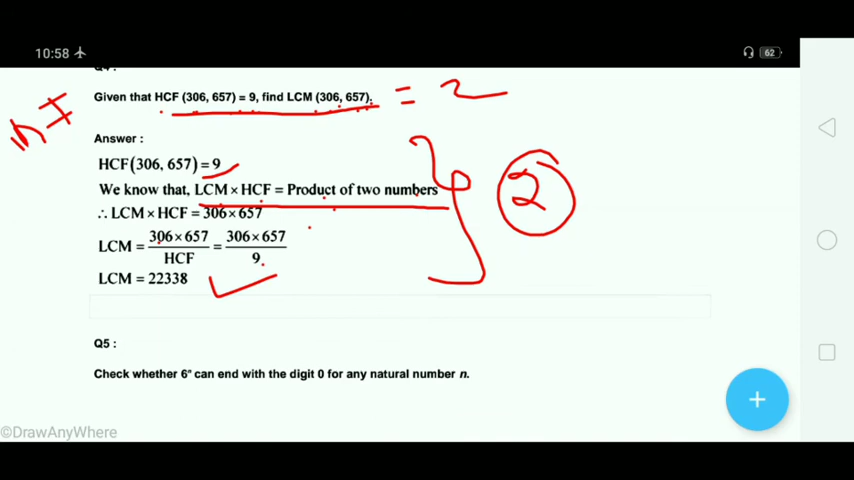 10:58
62
Given that HCF (306, 657) = 9, find LCM (306, 657). = 2
Answer :
HCF(306, 657) = 9
We know that, LCM × HCF = Product of two numbers
∴ LCM × HCF = 306 × 657
LCM = 306 × 657 / HCF = 306 × 657 / 9
LCM = 22338
2
Q5 :
Check whether 6ⁿ can end with the digit 0 for any natural number n.
+
©DrawAnyWhere